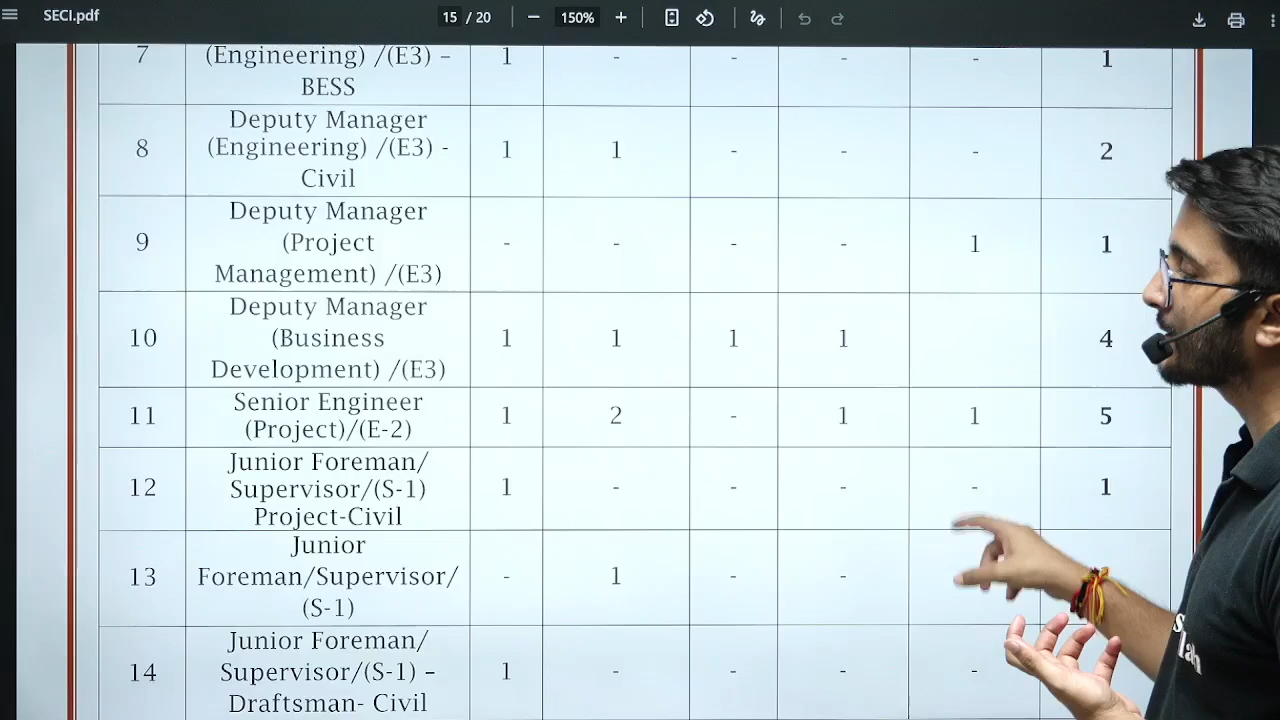 SECI.pdf
15 / 20
150%
7 (Engineering) /(E3) – 1 - - - - 1
BESS
Deputy Manager
8 (Engineering) /(E3) - 1 1 - - - 2
Civil
Deputy Manager
9 (Project - - - - 1 1
Management) /(E3)
Deputy Manager
10 (Business 1 1 1 1 4
Development) /(E3)
Senior Engineer
11 (Project)/(E-2) 1 2 - 1 1 5
Junior Foreman/
12 Supervisor/(S-1) 1 - - - - 1
Project-Civil
Junior
13 Foreman/Supervisor/ - 1 - -
(S-1)
Junior Foreman/
14 Supervisor/(S-1) – 1 - - - -
Draftsman- Civil